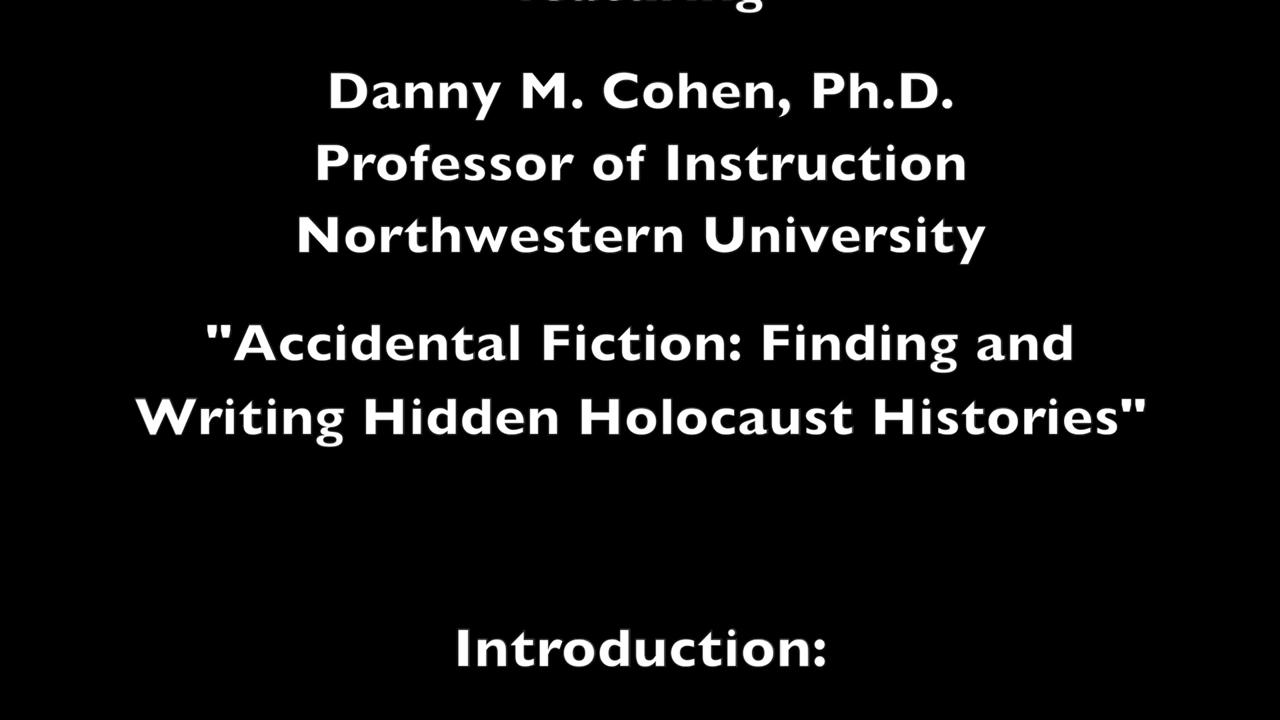 Danny M. Cohen, Ph.D.
Professor of Instruction
Northwestern University
"Accidental Fiction: Finding and
Writing Hidden Holocaust Histories"
Introduction: